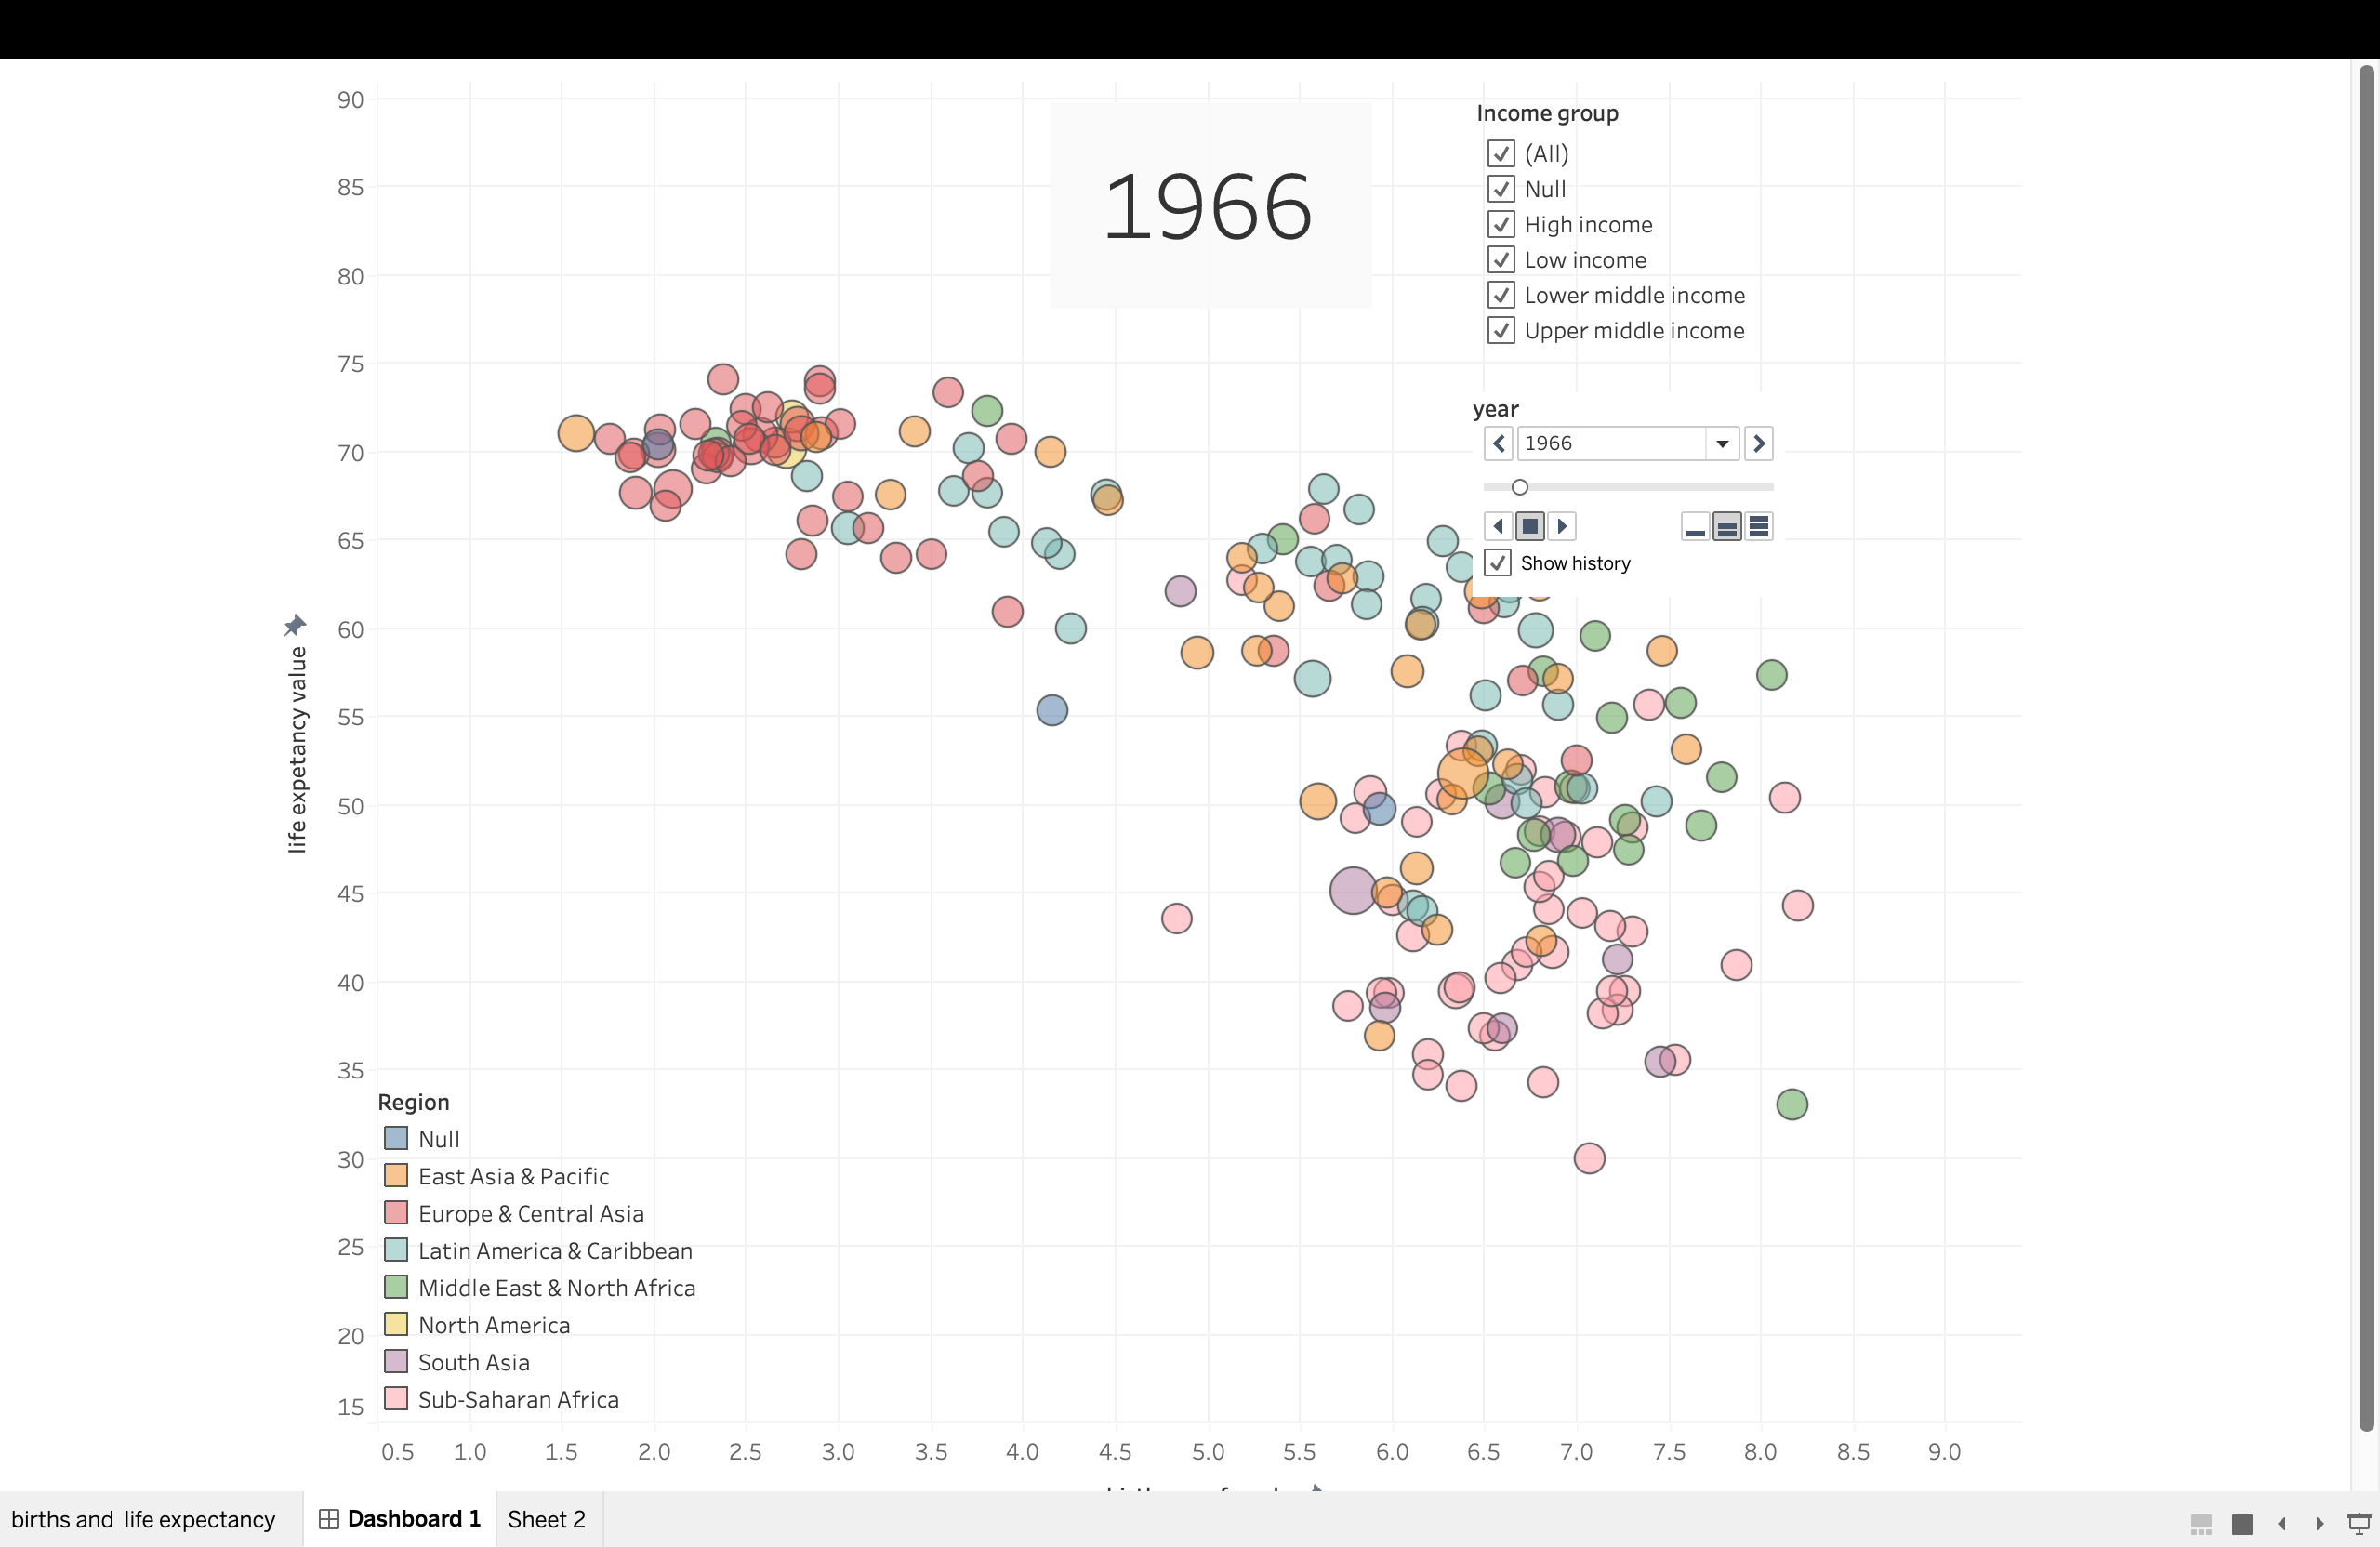 1966
Income group
(All)
Null
High income
Low income
Lower middle income
Upper middle income
year
1966
Show history
90
85
80
75
70
65
60
55
50
45
40
35
30
25
20
15
life expetancy value
Region
Null
East Asia & Pacific
Europe & Central Asia
Latin America & Caribbean
Middle East & North Africa
North America
South Asia
Sub-Saharan Africa
0.5 1.0 1.5 2.0 2.5 3.0 3.5 4.0 4.5 5.0 5.5 6.0 6.5 7.0 7.5 8.0 8.5 9.0
births and life expectancy
Dashboard 1
Sheet 2